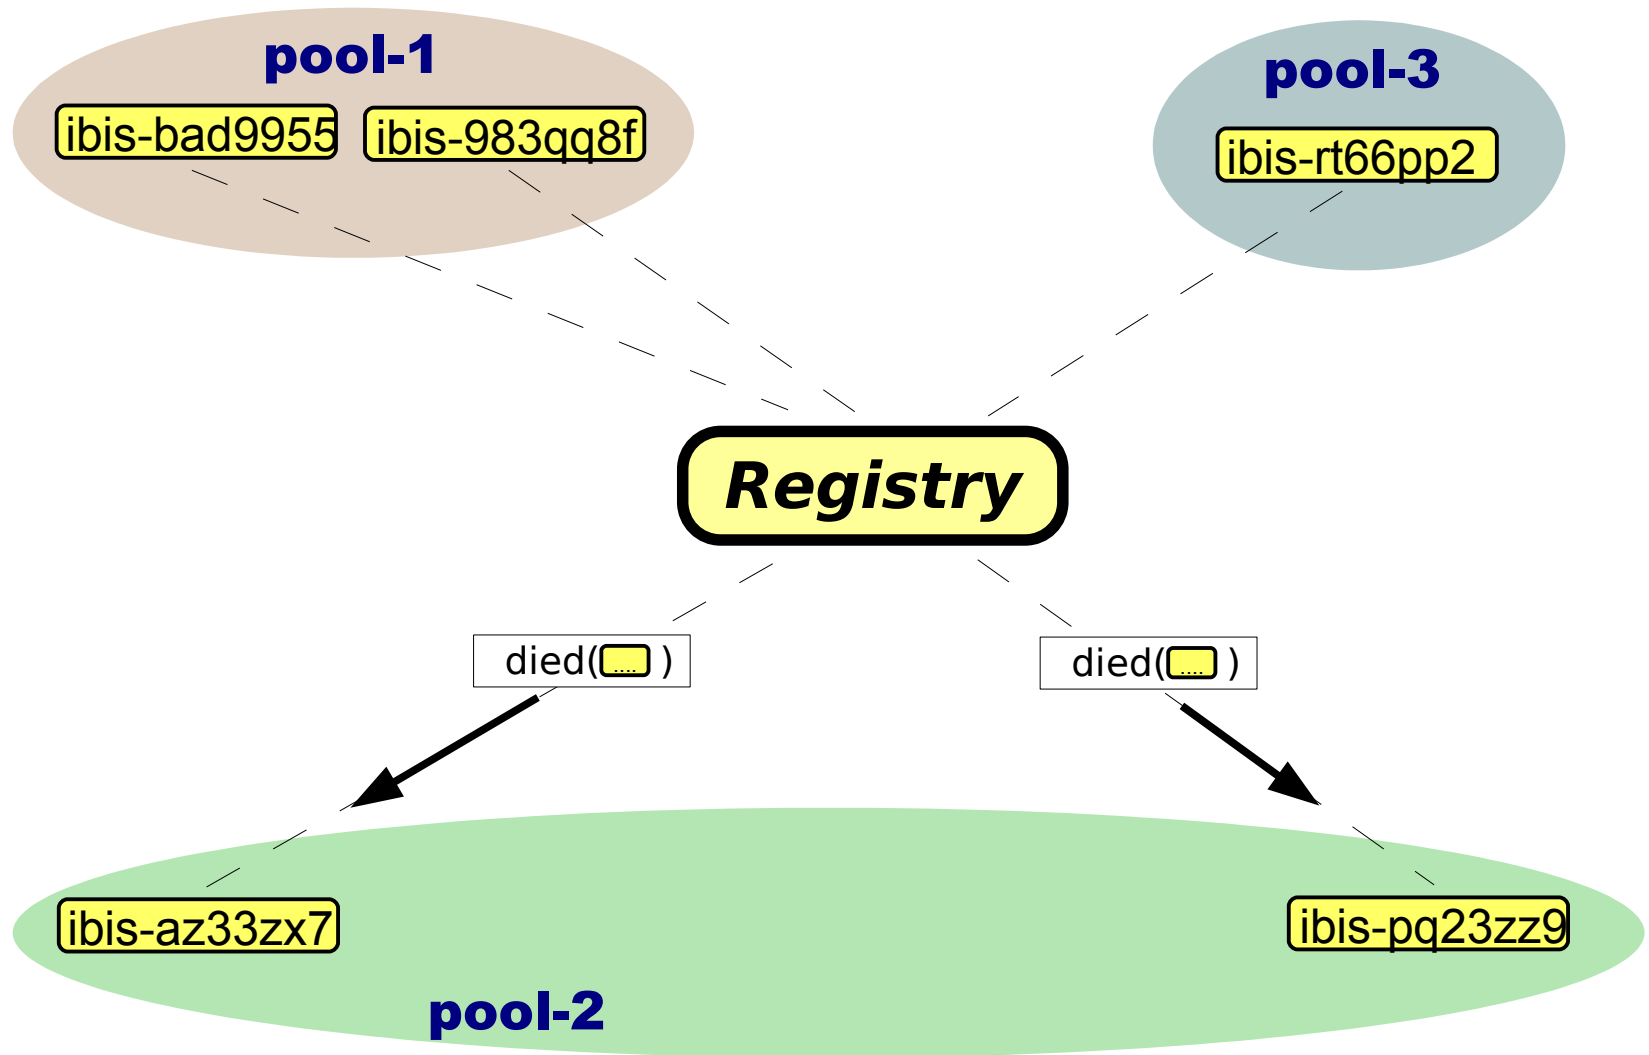 pool-1
pool-3
ibis-bad9955
ibis-983qq8f
ibis-rt66pp2
Registry
died(.... )
died(.... )
ibis-az33zx7
ibis-pq23zz9
pool-2